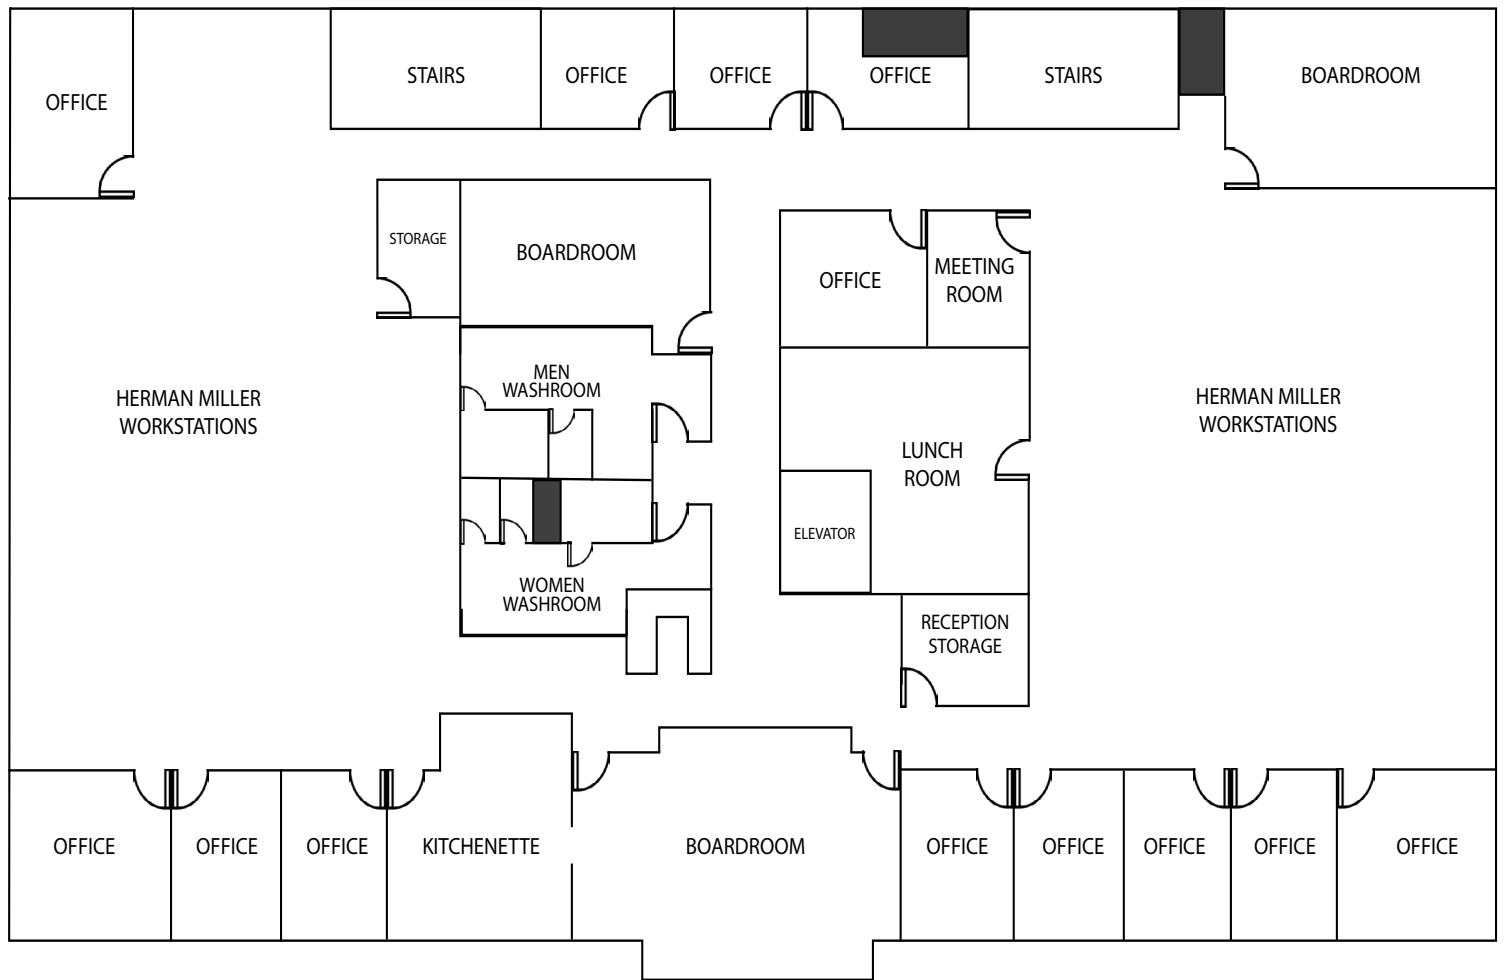 OFFICE
STAIRS
OFFICE
OFFICE
OFFICE
STAIRS
BOARDROOM
STORAGE
BOARDROOM
OFFICE
MEETING
ROOM
HERMAN MILLER
WORKSTATIONS
MEN
WASHROOM
LUNCH
ROOM
HERMAN MILLER
WORKSTATIONS
ELEVATOR
WOMEN
WASHROOM
RECEPTION
STORAGE
OFFICE
OFFICE
OFFICE
KITCHENETTE
BOARDROOM
OFFICE
OFFICE
OFFICE
OFFICE
OFFICE